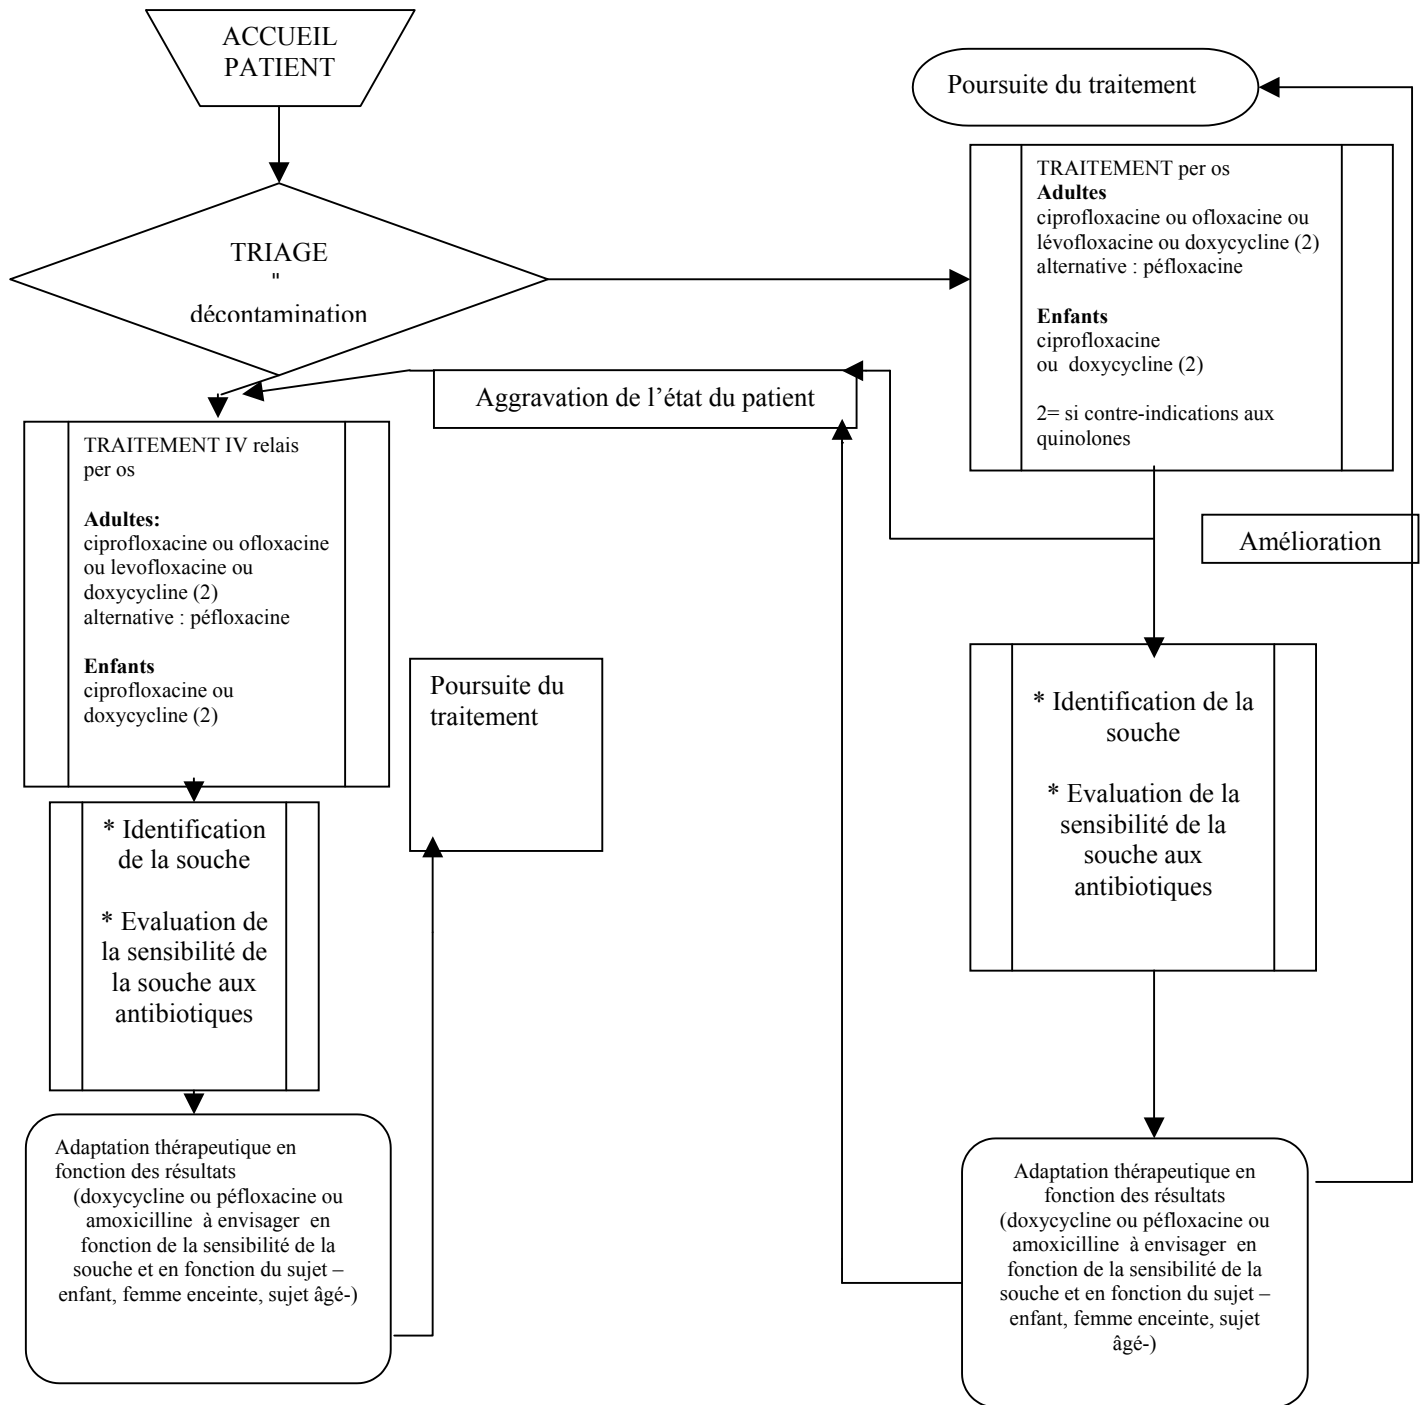 ACCUEIL
PATIENT
Poursuite du traitement
TRAITEMENT per os
Adultes
ciprofloxacine ou ofloxacine ou
lévofloxacine ou doxycycline (2)
alternative : péfloxacine
Enfants
ciprofloxacine
ou doxycycline (2)
2= si contre-indications aux
quinolones
TRIAGE
"
décontamination
Aggravation de l’état du patient
TRAITEMENT IV relais
per os
Adultes:
ciprofloxacine ou ofloxacine
ou levofloxacine ou
doxycycline (2)
alternative : péfloxacine
Enfants
ciprofloxacine ou
doxycycline (2)
Amélioration
Poursuite du
traitement
* Identification de la
souche
* Evaluation de la
sensibilité de la
souche aux
antibiotiques
* Identification
de la souche
* Evaluation de
la sensibilité de
la souche aux
antibiotiques
Adaptation thérapeutique en
fonction des résultats
(doxycycline ou péfloxacine ou
amoxicilline à envisager en
fonction de la sensibilité de la
souche et en fonction du sujet –
enfant, femme enceinte, sujet âgé-)
Adaptation thérapeutique en
fonction des résultats
(doxycycline ou péfloxacine ou
amoxicilline à envisager en
fonction de la sensibilité de la
souche et en fonction du sujet –
enfant, femme enceinte, sujet
âgé-)